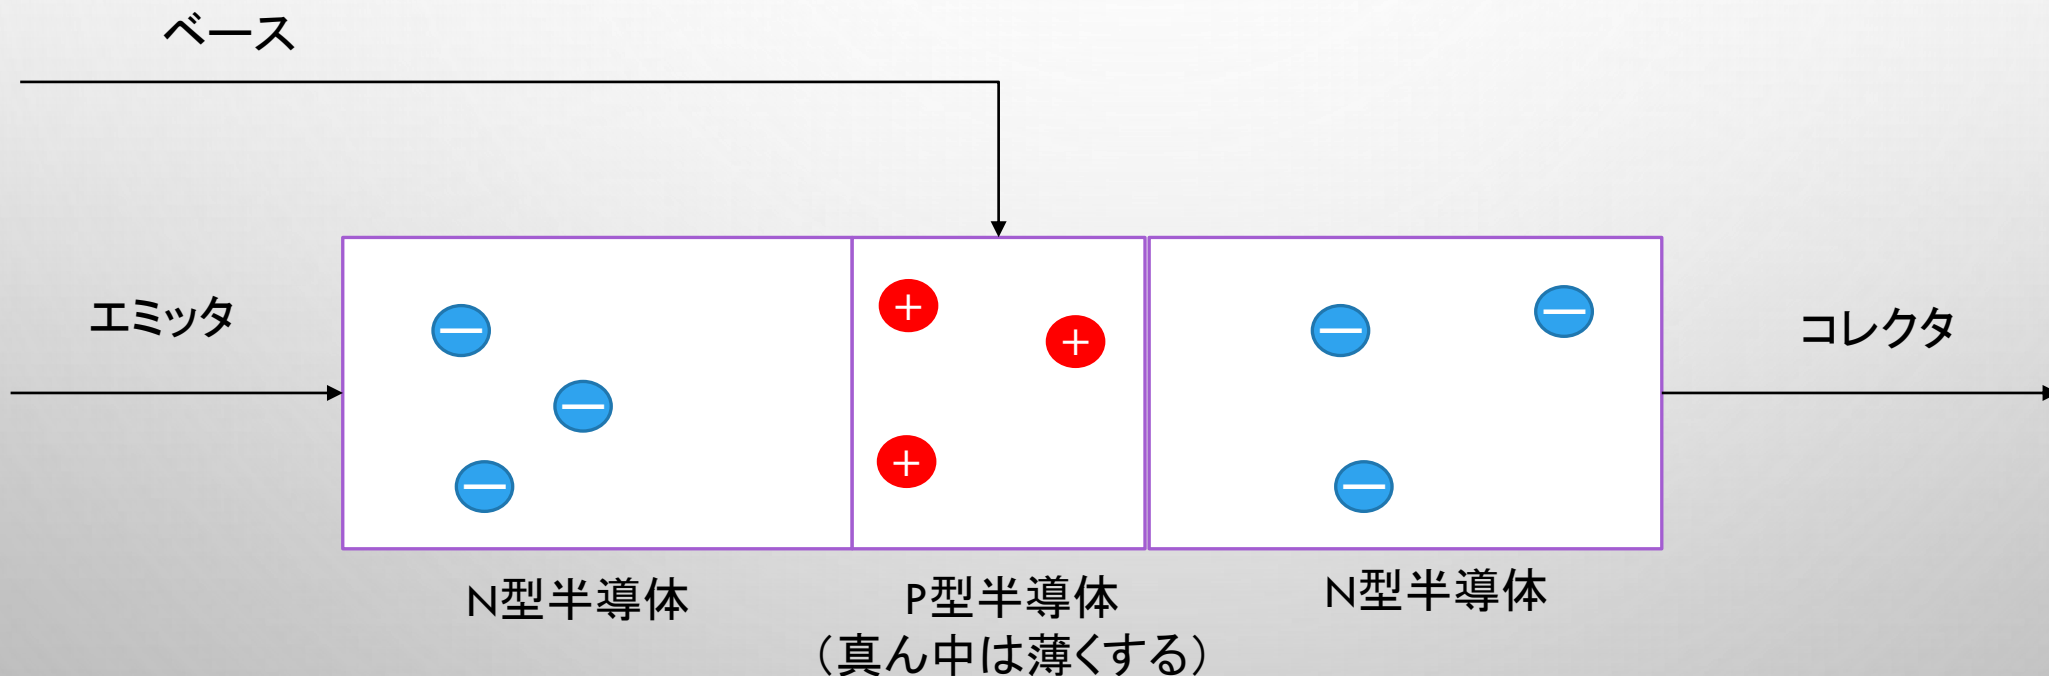 ベース
エミッタ
コレクタ
+
+
+
N型半導体
P型半導体
（真ん中は薄くする）
N型半導体